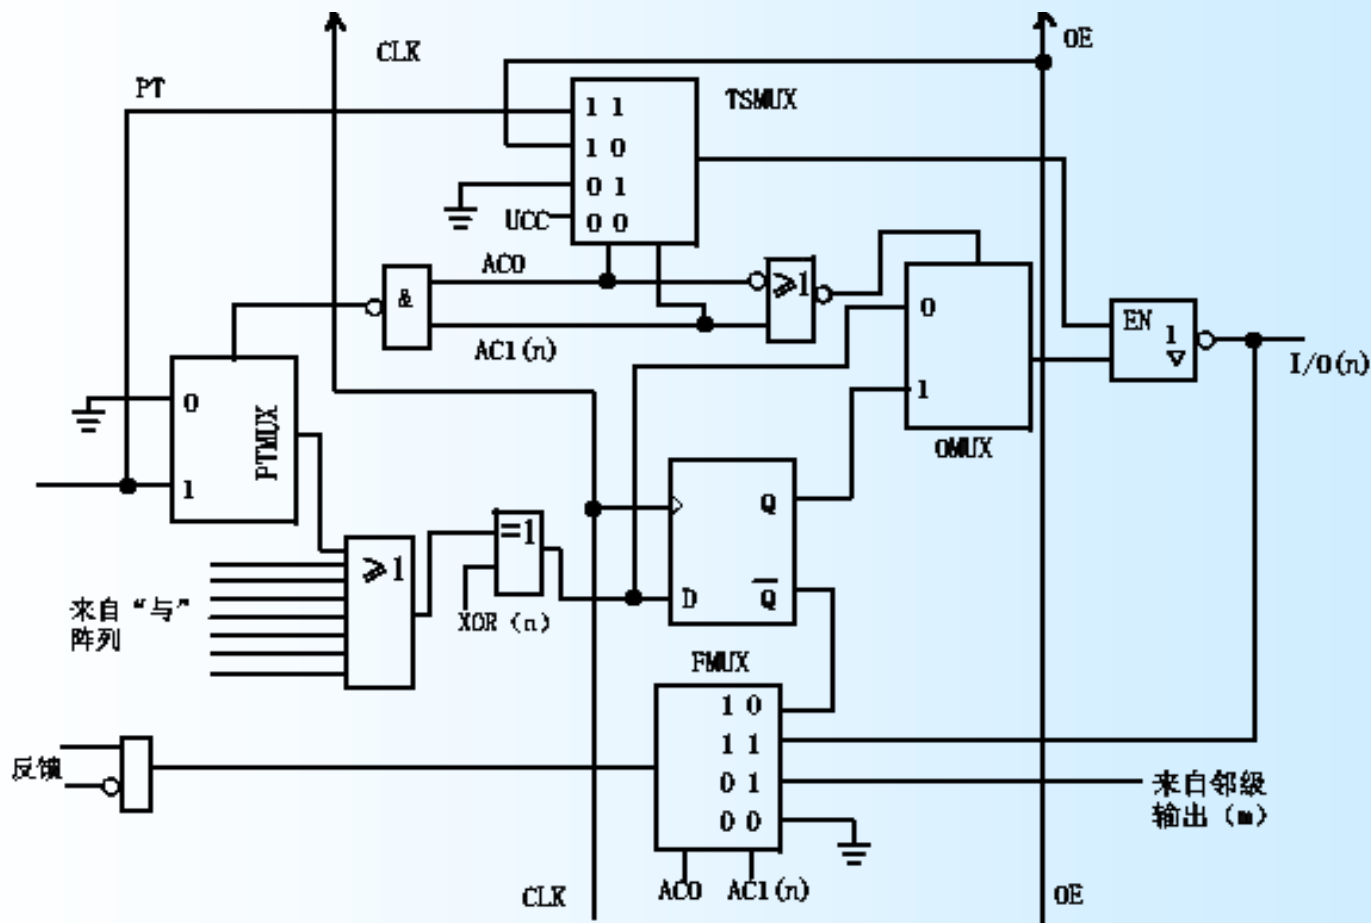 CLK
OE
PT
TSMUX
1 1
1 0
0 1
UCC
0 0
AC0
&
≥1
AC1(n)
0
EN 1
▽
I/O(n)
1
OMUX
0
PTMUX
1
Q
=1
≥1
D
Q
来自“与”
阵列
XOR (n)
FMUX
1 0
1 1
反馈
0 1
来自邻级
输出 (m)
0 0
AC0
AC1(n)
CLK
OE